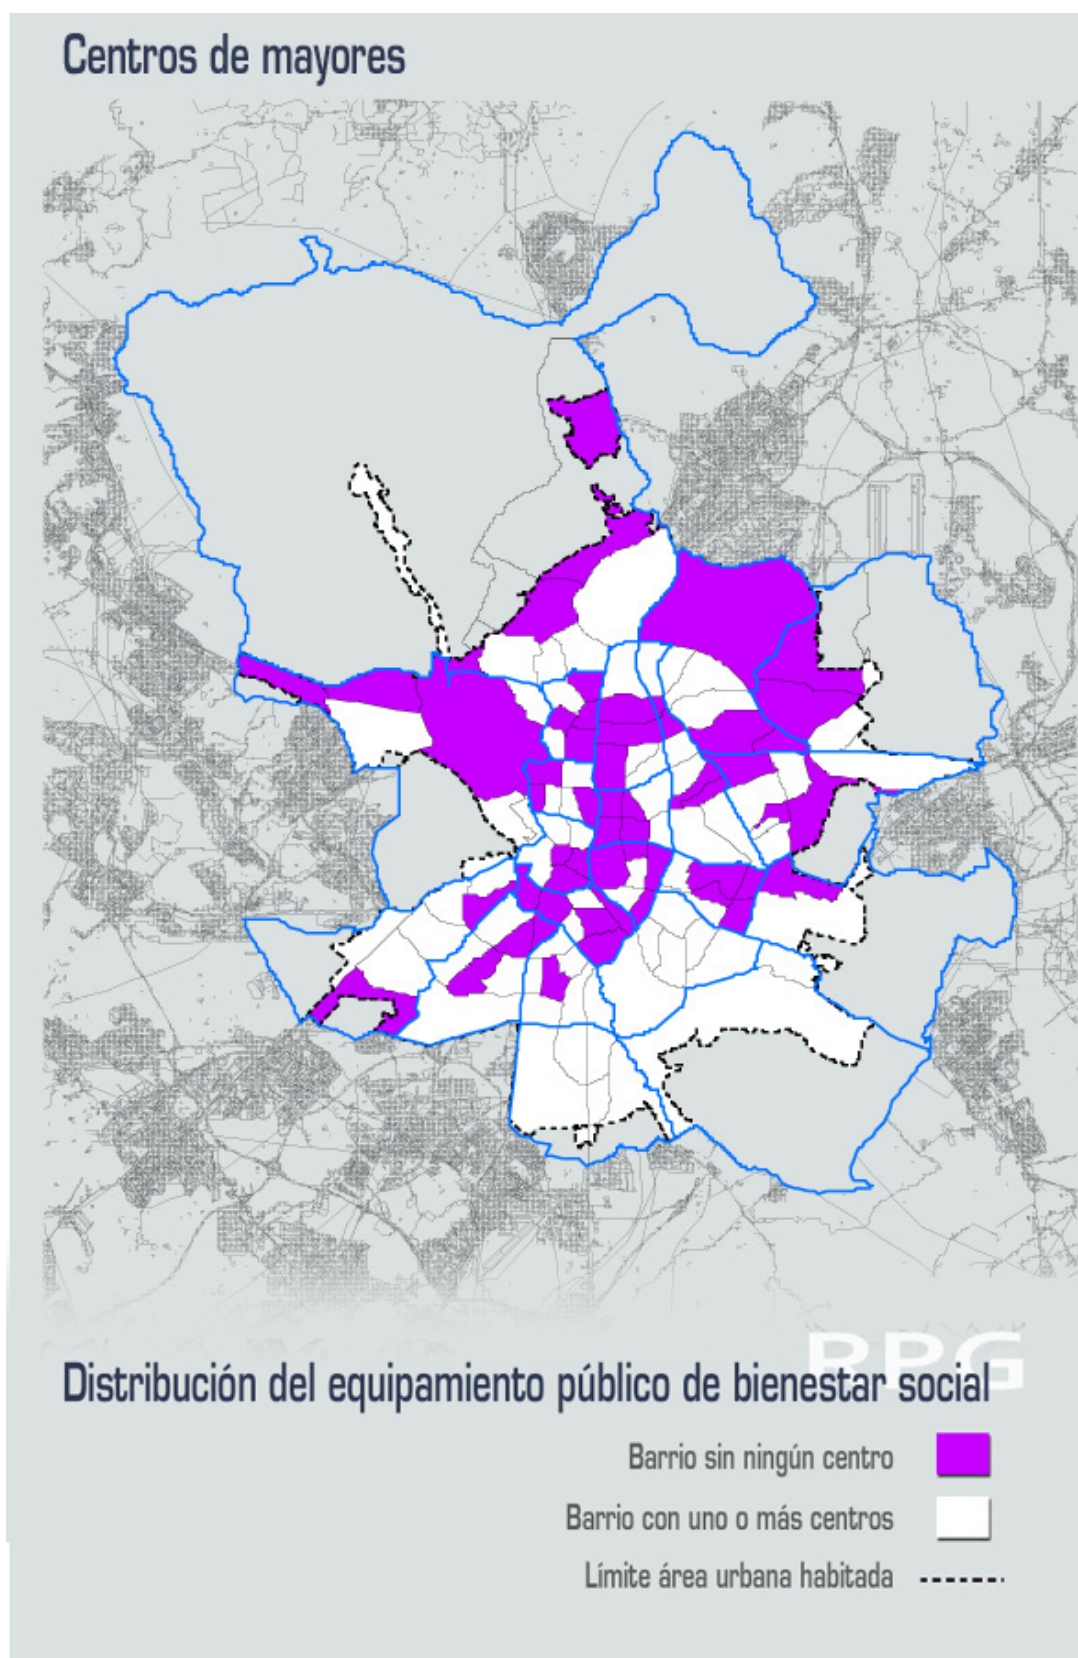 Centros de mayores
RPG
Distribución del equipamiento público de bienestar social
Barrio sin ningún centro
Barrio con uno o más centros
Límite área urbana habitada